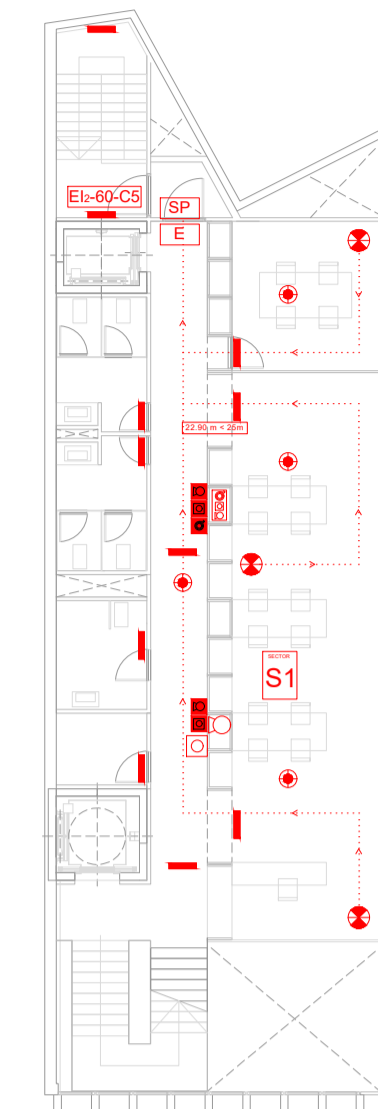 EI₂-60-C5
SP
E
22.90 m < 25m
SECTOR
S1